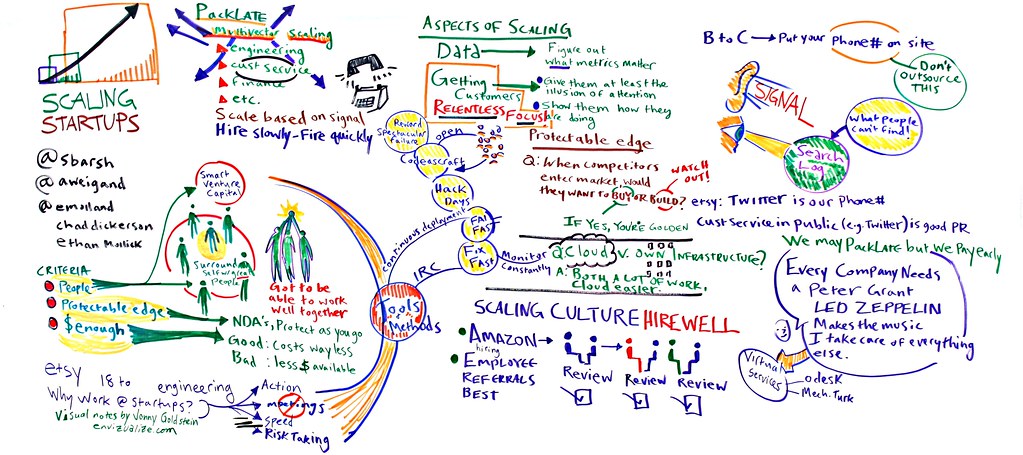 SCALING
STARTUPS
@sbarsh
@aweigand
@emolland
chaddickerson
ethan Mollick
PackLATE
multivector scaling
engineering
cust service
finance
etc.
Scale based on signal
Hire slowly-Fire quickly
Smart
Venture
Capital
Surround
Self w/great
People
Got to be
able to work
well together
CRITERIA
People
Protectable edge
$enough
NDA's, Protect as you go
Good: costs way less
Bad: less $ available
etsy 18 to engineering
Why work @ startups?
Action
meetings
Speed
Risk Taking
Visual notes by Jonny Goldstein
envizualize.com
Tools
Methods
continuous deployment
IRC
Reward
Spectacular
Failure
open
Codeascraft
Hack
Days
FAIL
FAST
Fix
Fast
Monitor
constantly
ASPECTS OF SCALING
Data
Figure out
what metrics matter
Getting
Customers
RELENTLESS FOCUS
Give them at least the
illusion of attention
Show them how they
are doing
Protectable edge
Q: When competitors
enter market would
they want to BUY or BUILD?
WATCH
OUT!
IF YES, YOU'RE GOLDEN
Q: Cloud V. OWN INFRASTRUCTURE?
A: BOTH A LOT OF WORK,
Cloud easier.
SCALING CULTURE HIRE WELL
AMAZON
hiring
EMPLOYEE
REFERRALS
BEST
Review
Review
Review
B to C Put your Phone# on site
Don't
OUTSOURCE
THIS
SIGNAL
What people
can't find!
Search
Log
etsy: TWITTER is our Phone#
Cust Service in public (e.g. Twitter) is good PR
We may PackLate but we Pay early
Every Company Needs
a Peter Grant
LED ZEPPELIN
Makes the music
I take care of everything
else.
Virtual
Services
odesk
Mech. Turk